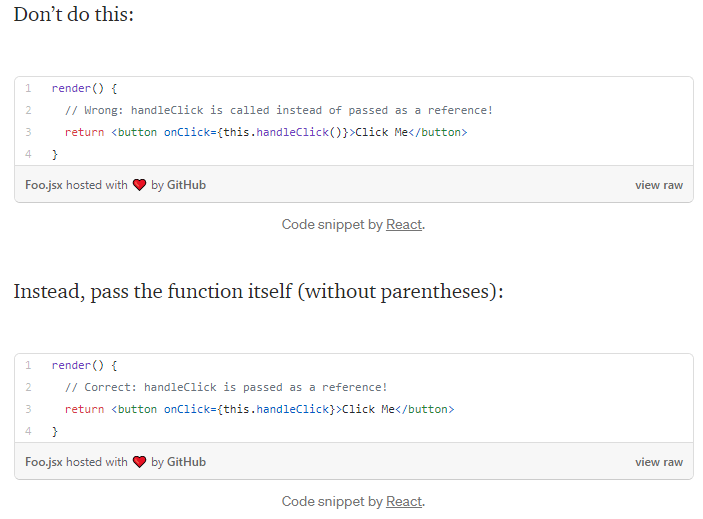 Don’t do this:
1 render() {
2 // Wrong: handleClick is called instead of passed as a reference!
3 return <button onClick={this.handleClick()}>Click Me</button>
4 }
Foo.jsx hosted with ❤ by GitHub view raw
Code snippet by React.
Instead, pass the function itself (without parentheses):
1 render() {
2 // Correct: handleClick is passed as a reference!
3 return <button onClick={this.handleClick}>Click Me</button>
4 }
Foo.jsx hosted with ❤ by GitHub view raw
Code snippet by React.